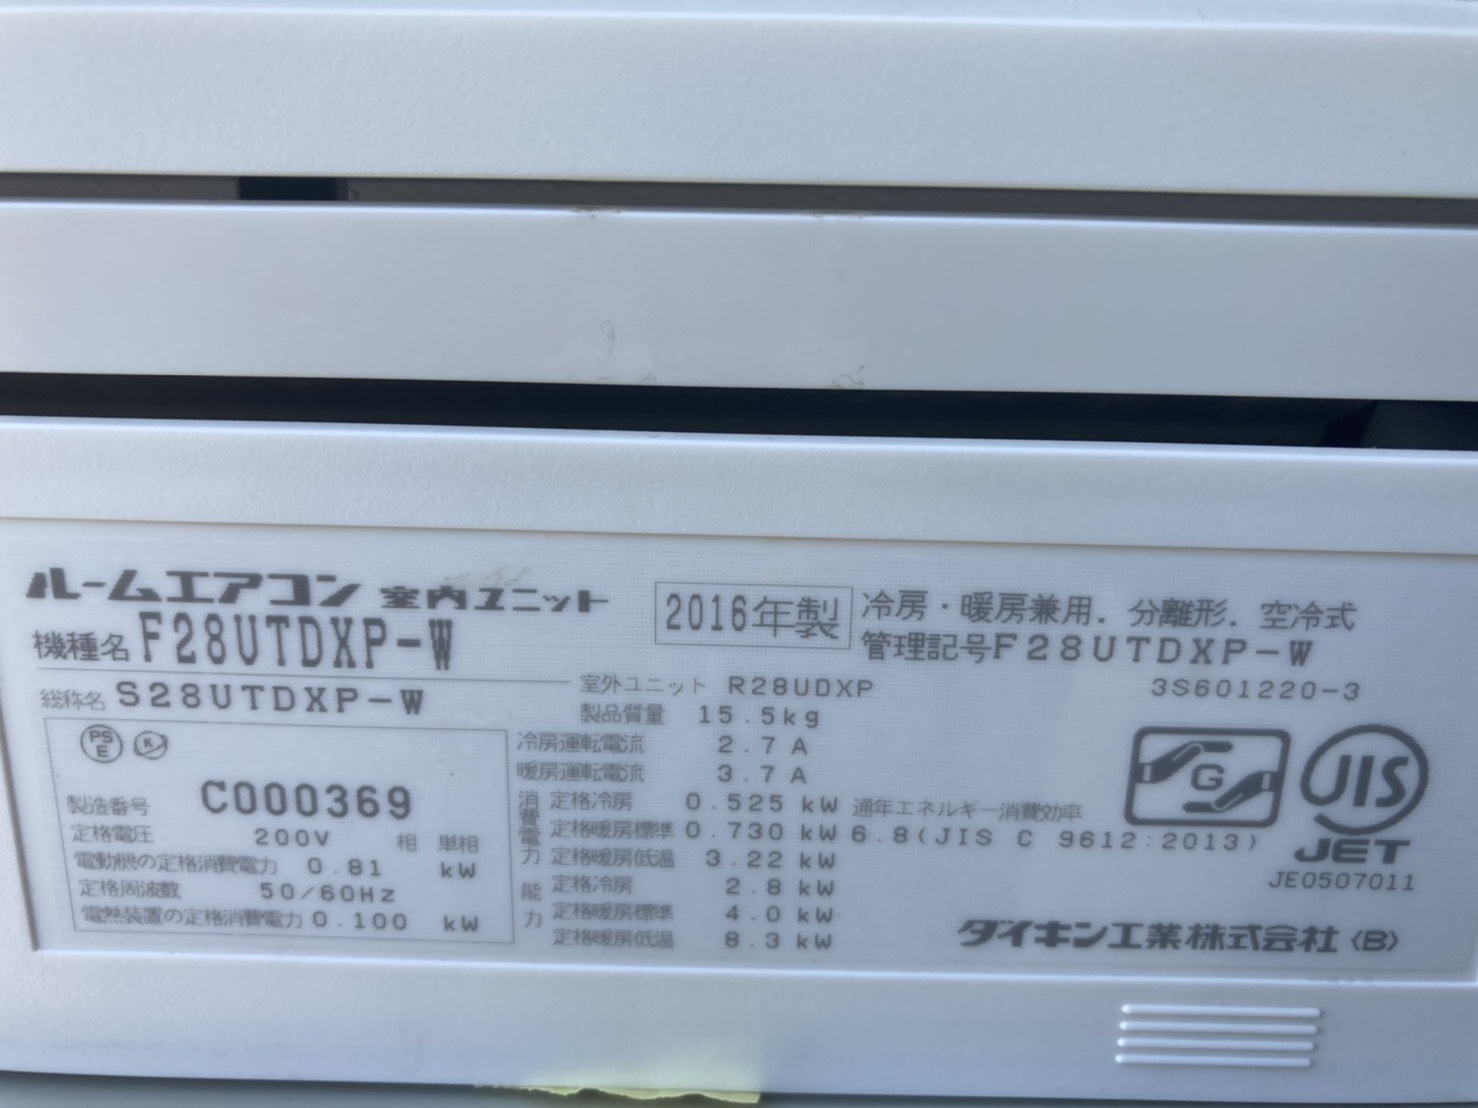 ルームエアコン 室内ユニット
2016年製
冷房・暖房兼用．分離形．空冷式
機種名 F28UTDXP-W
管理記号F28UTDXP-W
総称名 S28UTDXP-W
室外ユニット R28UDXP
3S601220-3
製品質量 15.5kg
PS
E
K
冷房運転電流 2.7 A
暖房運転電流 3.7 A
製造番号 C000369
定格電圧 200V 相 単相
電動機の定格消費電力 0.81 kW
定格周波数 50/60Hz
電熱装置の定格消費電力 0.100 kW
消費電力 定格冷房 0.525 kW
定格暖房標準 0.730 kW
定格暖房低温 3.22 kW
能力 定格冷房 2.8 kW
定格暖房標準 4.0 kW
定格暖房低温 8.3 kW
通年エネルギー消費効率
6.8(JIS C 9612:2013)
G
JIS
JET
JE0507011
ダイキン工業株式会社〈B〉